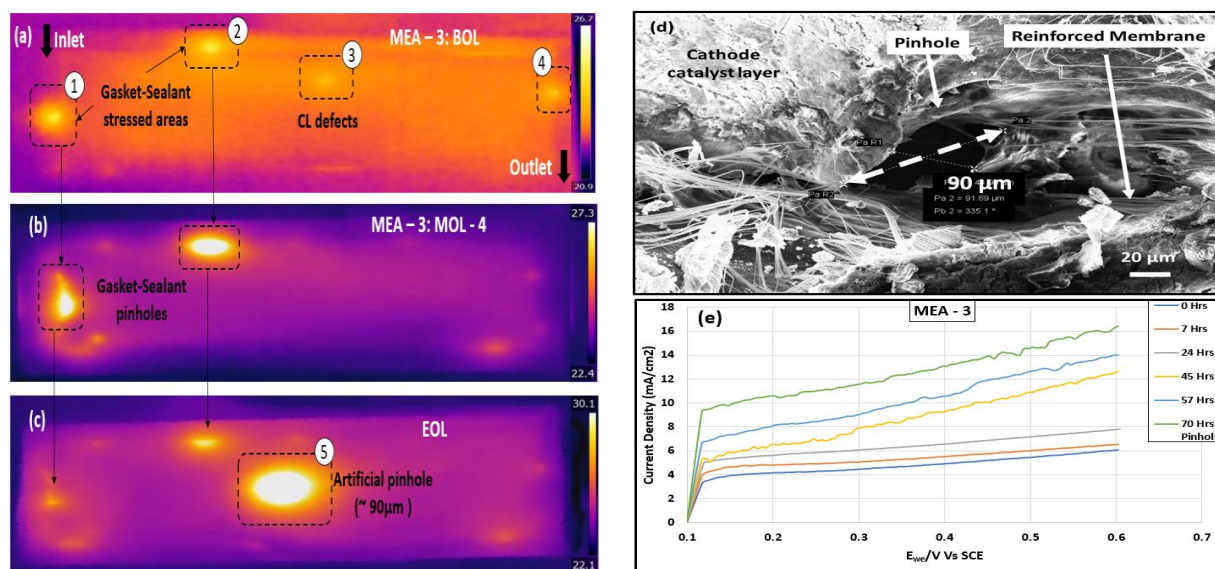 (a)
Inlet
MEA – 3: BOL
26.7
1
2
3
4
Gasket-Sealant
stressed areas
CL defects
Outlet
20.9
(b)
MEA – 3: MOL - 4
27.3
Gasket-Sealant
pinholes
22.4
(c)
EOL
30.1
5
Artificial pinhole
(~ 90μm )
22.1
(d)
Pinhole
Reinforced Membrane
Cathode
catalyst layer
Pa R1
Pa 2
Pa R2
90 μm
Pa 2 = 91.69 μm
Pb 2 = 335.1 °
20 μm
(e)
MEA - 3
Current Density (mA/cm2)
18
16
14
12
10
8
6
4
2
0
0.1 0.2 0.3 0.4 0.5 0.6 0.7
E we/V Vs SCE
0 Hrs
7 Hrs
24 Hrs
45 Hrs
57 Hrs
70 Hrs
Pinhole